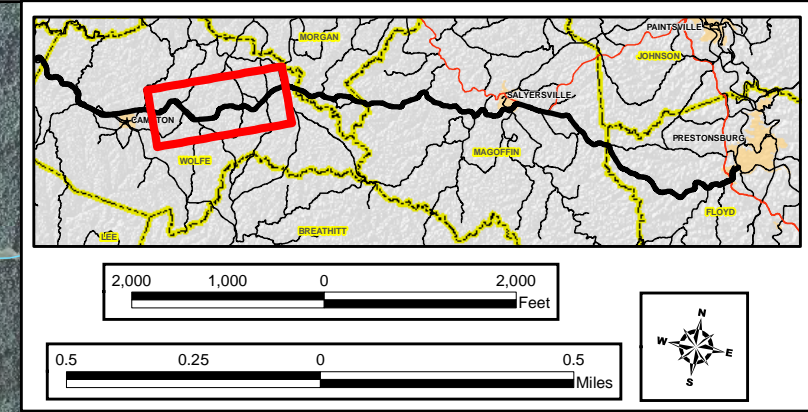 PAINTSVILLE
MORGAN
JOHNSON
SALYERSVILLE
PRESTONSBURG
WOLFE
MAGOFFIN
FLOYD
LEE
BREATHITT
2,000 1,000 0 2,000
Feet
0.5 0.25 0 0.5
Miles
N
W E
S